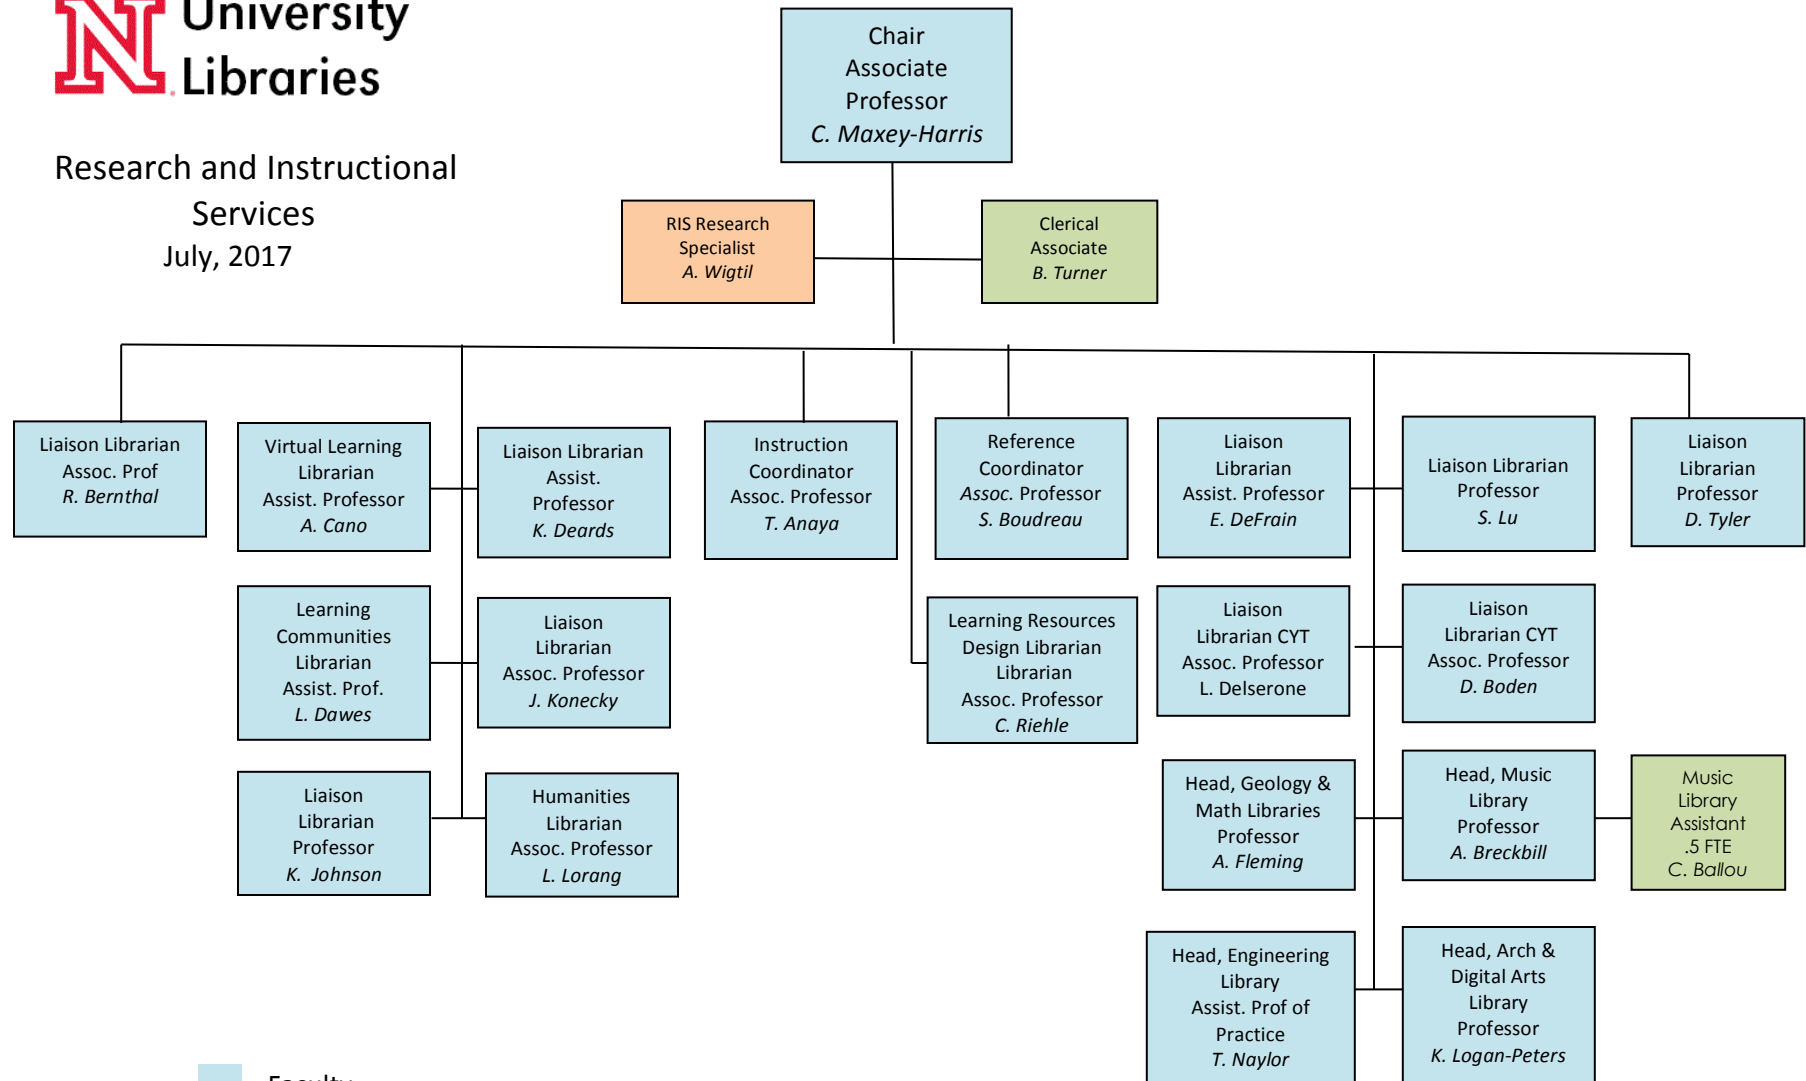 University
Libraries
Research and Instructional
Services
July, 2017
Chair
Associate
Professor
C. Maxey-Harris
RIS Research
Specialist
A. Wigtil
Clerical
Associate
B. Turner
Liaison Librarian
Assoc. Prof
R. Bernthal
Virtual Learning
Librarian
Assist. Professor
A. Cano
Liaison Librarian
Assist.
Professor
K. Deards
Instruction
Coordinator
Assoc. Professor
T. Anaya
Reference
Coordinator
Assoc. Professor
S. Boudreau
Liaison
Librarian
Assist. Professor
E. DeFrain
Liaison Librarian
Professor
S. Lu
Liaison
Librarian
Professor
D. Tyler
Learning
Communities
Librarian
Assist. Prof.
L. Dawes
Liaison
Librarian
Assoc. Professor
J. Konecky
Learning Resources
Design Librarian
Librarian
Assoc. Professor
C. Riehle
Liaison
Librarian CYT
Assoc. Professor
L. Delserone
Liaison
Librarian CYT
Assoc. Professor
D. Boden
Liaison
Librarian
Professor
K. Johnson
Humanities
Librarian
Assoc. Professor
L. Lorang
Head, Geology &
Math Libraries
Professor
A. Fleming
Head, Music
Library
Professor
A. Breckbill
Music
Library
Assistant
.5 FTE
C. Ballou
Head, Engineering
Library
Assist. Prof of
Practice
T. Naylor
Head, Arch &
Digital Arts
Library
Professor
K. Logan-Peters
Faculty